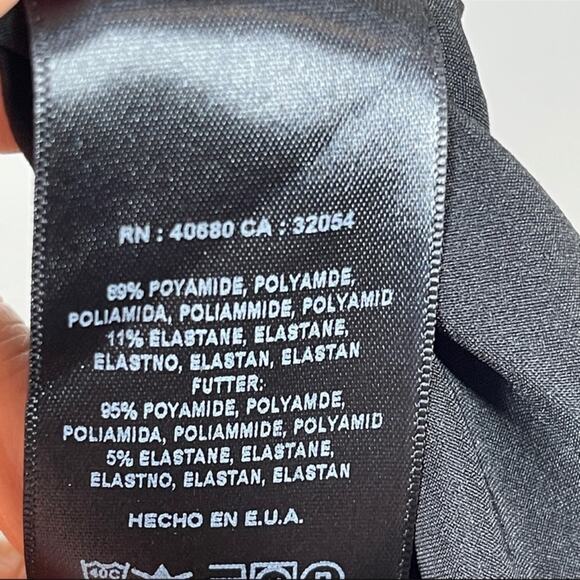 RN : 40680 CA : 32054
89% POYAMIDE, POLYAMDE,
POLIAMIDA, POLIAMMIDE, POLYAMID
11% ELASTANE, ELASTANE,
ELASTNO, ELASTAN, ELASTAN
FUTTER:
95% POYAMIDE, POLYAMDE,
POLIAMIDA, POLIAMMIDE, POLYAMID
5% ELASTANE, ELASTANE,
ELASTNO, ELASTAN, ELASTAN
HECHO EN E.U.A.
40C